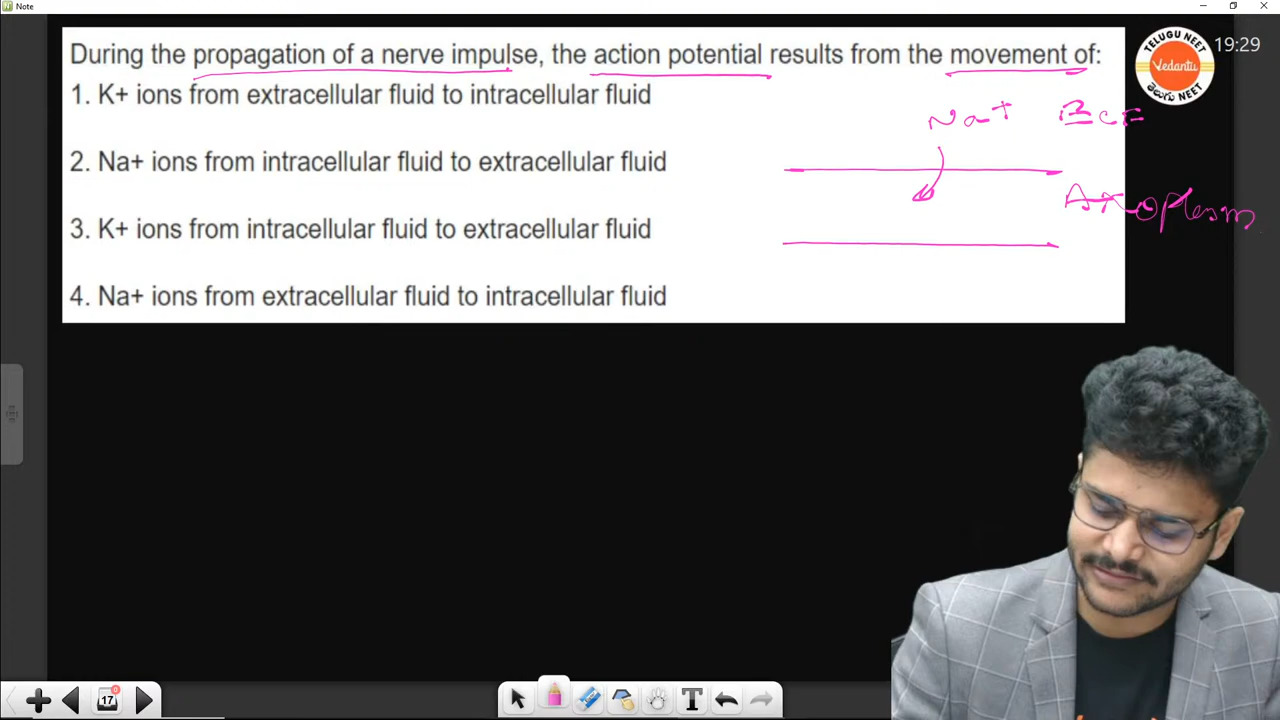 Note
During the propagation of a nerve impulse, the action potential results from the movement of:
1. K+ ions from extracellular fluid to intracellular fluid
2. Na+ ions from intracellular fluid to extracellular fluid
3. K+ ions from intracellular fluid to extracellular fluid
4. Na+ ions from extracellular fluid to intracellular fluid
Na+ ECF
Axoplasm
TELUGU NEET
Vedantu
తెలుగు NEET
19:29
17
0
T